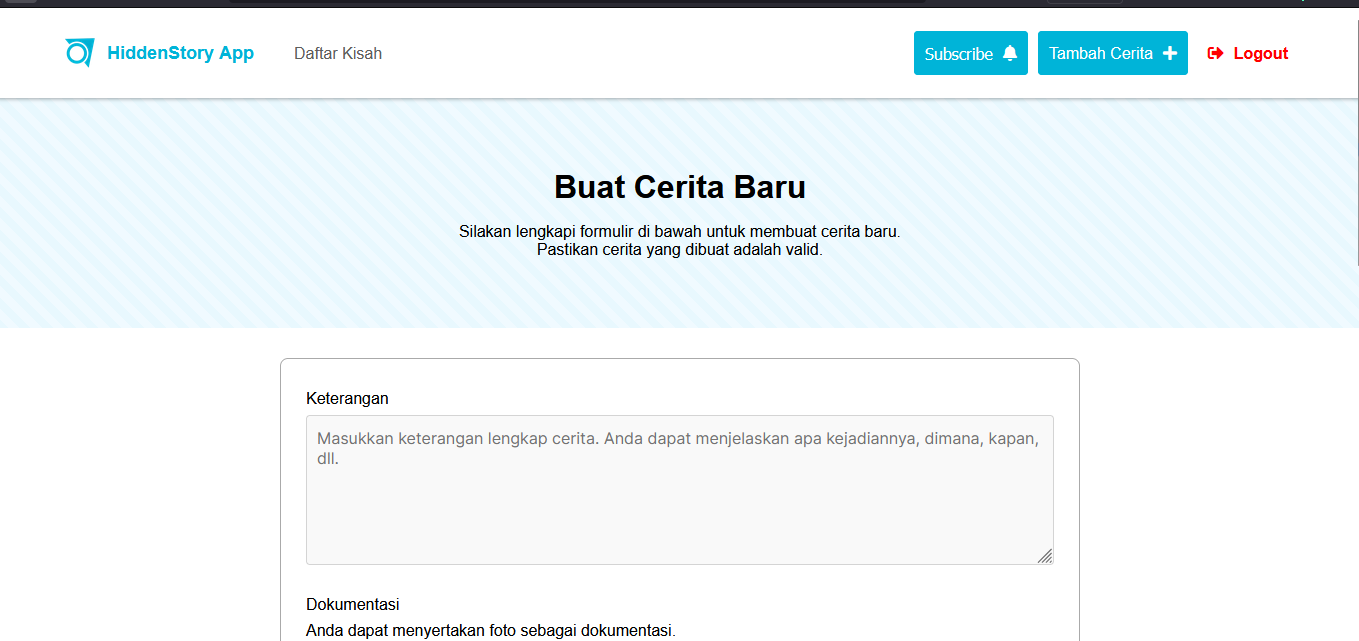 HiddenStory App
Daftar Kisah
Subscribe
Tambah Cerita
Logout
Buat Cerita Baru
Silakan lengkapi formulir di bawah untuk membuat cerita baru.
Pastikan cerita yang dibuat adalah valid.
Keterangan
Masukkan keterangan lengkap cerita. Anda dapat menjelaskan apa kejadiannya, dimana, kapan,
dll.
Dokumentasi
Anda dapat menyertakan foto sebagai dokumentasi.